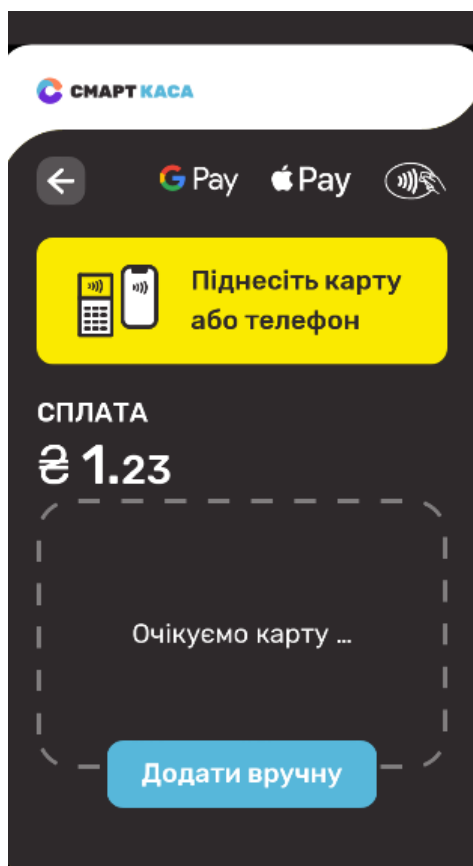 СМАРТ КАСА
G Pay Pay
Піднесіть карту
або телефон
СПЛАТА
₴ 1.23
Очікуємо карту ...
Додати вручну